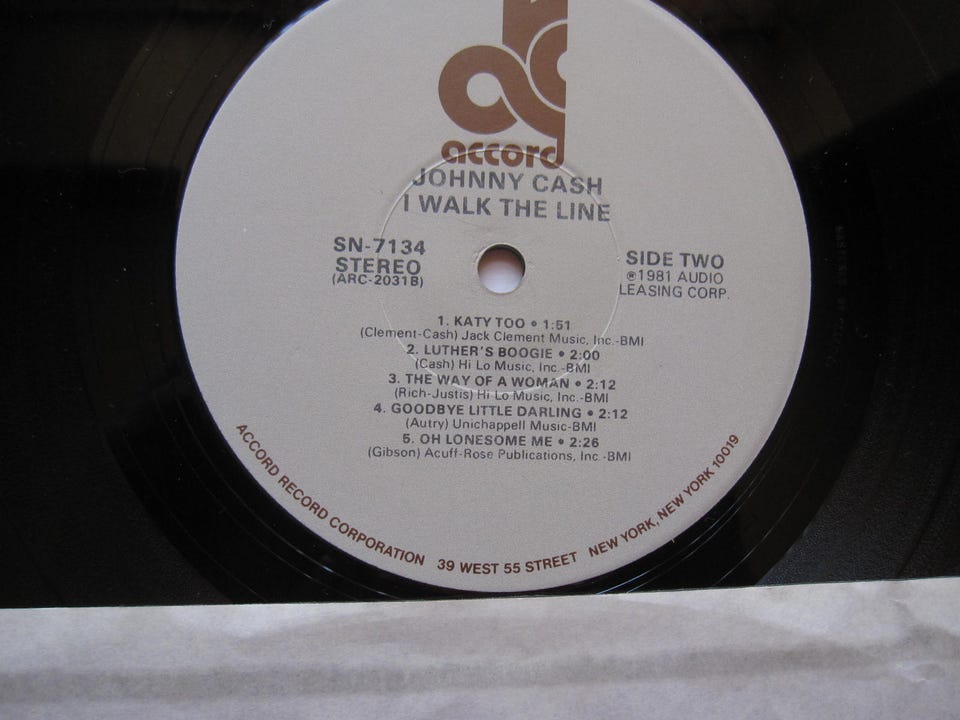 accord
JOHNNY CASH
I WALK THE LINE
SN-7134
STEREO
(ARC-2031B)
SIDE TWO
℗1981 AUDIO
LEASING CORP.
1. KATY TOO • 1:51
(Clement-Cash) Jack Clement Music, Inc.-BMI
2. LUTHER'S BOOGIE • 2:00
(Cash) Hi Lo Music, Inc.-BMI
3. THE WAY OF A WOMAN • 2:12
(Rich-Justis) Hi Lo Music, Inc.-BMI
4. GOODBYE LITTLE DARLING • 2:12
(Autry) Unichappell Music-BMI
5. OH LONESOME ME • 2:26
(Gibson) Acuff-Rose Publications, Inc.-BMI
ACCORD RECORD CORPORATION 39 WEST 55 STREET NEW YORK, NEW YORK 10019